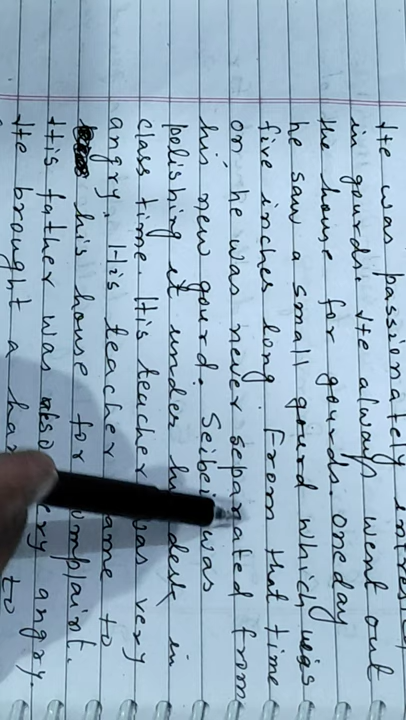 He was passionately
in gourds. He always went out
the house for gourds. oneday
he saw a small gourd which was
five inches long. From that time
on he was never separated from
his new gourd. Seibei was
polishing it under his desk in
class time. His teacher was very
angry. His teacher came to
his house for complaint.
His father was also very angry.
He brought a to